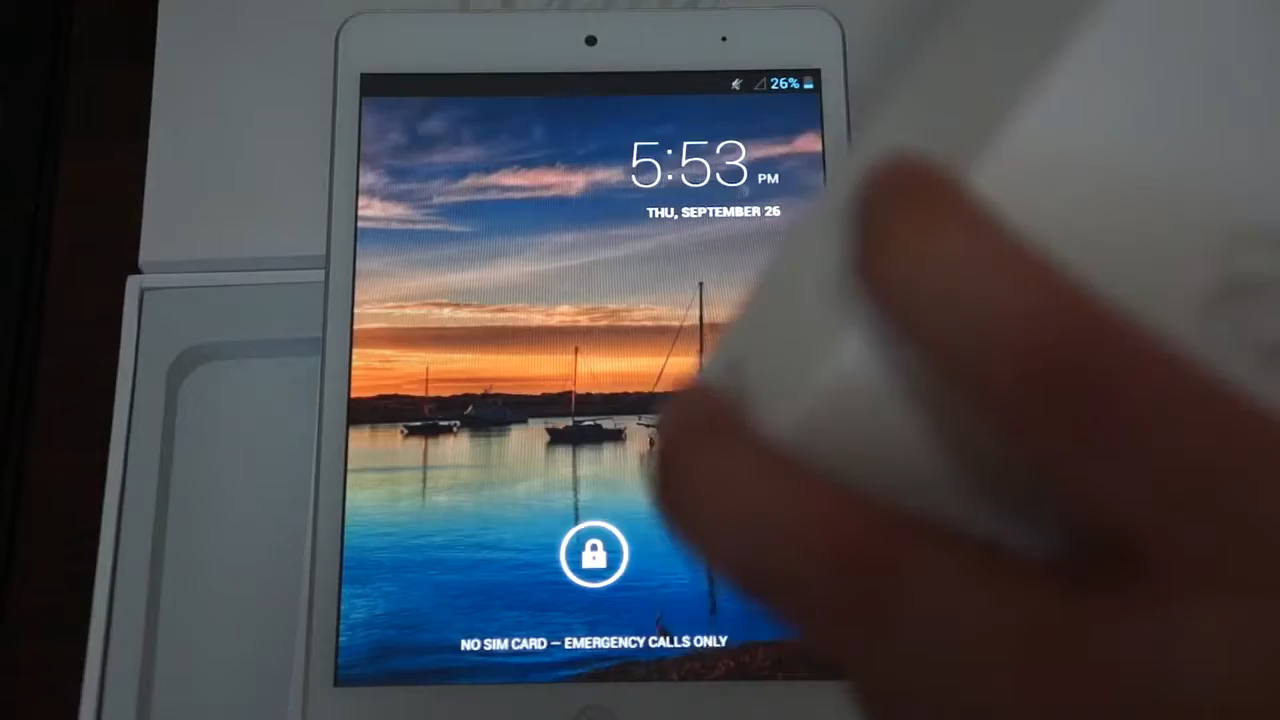 26%
5:53 PM
THU, SEPTEMBER 26
NO SIM CARD — EMERGENCY CALLS ONLY